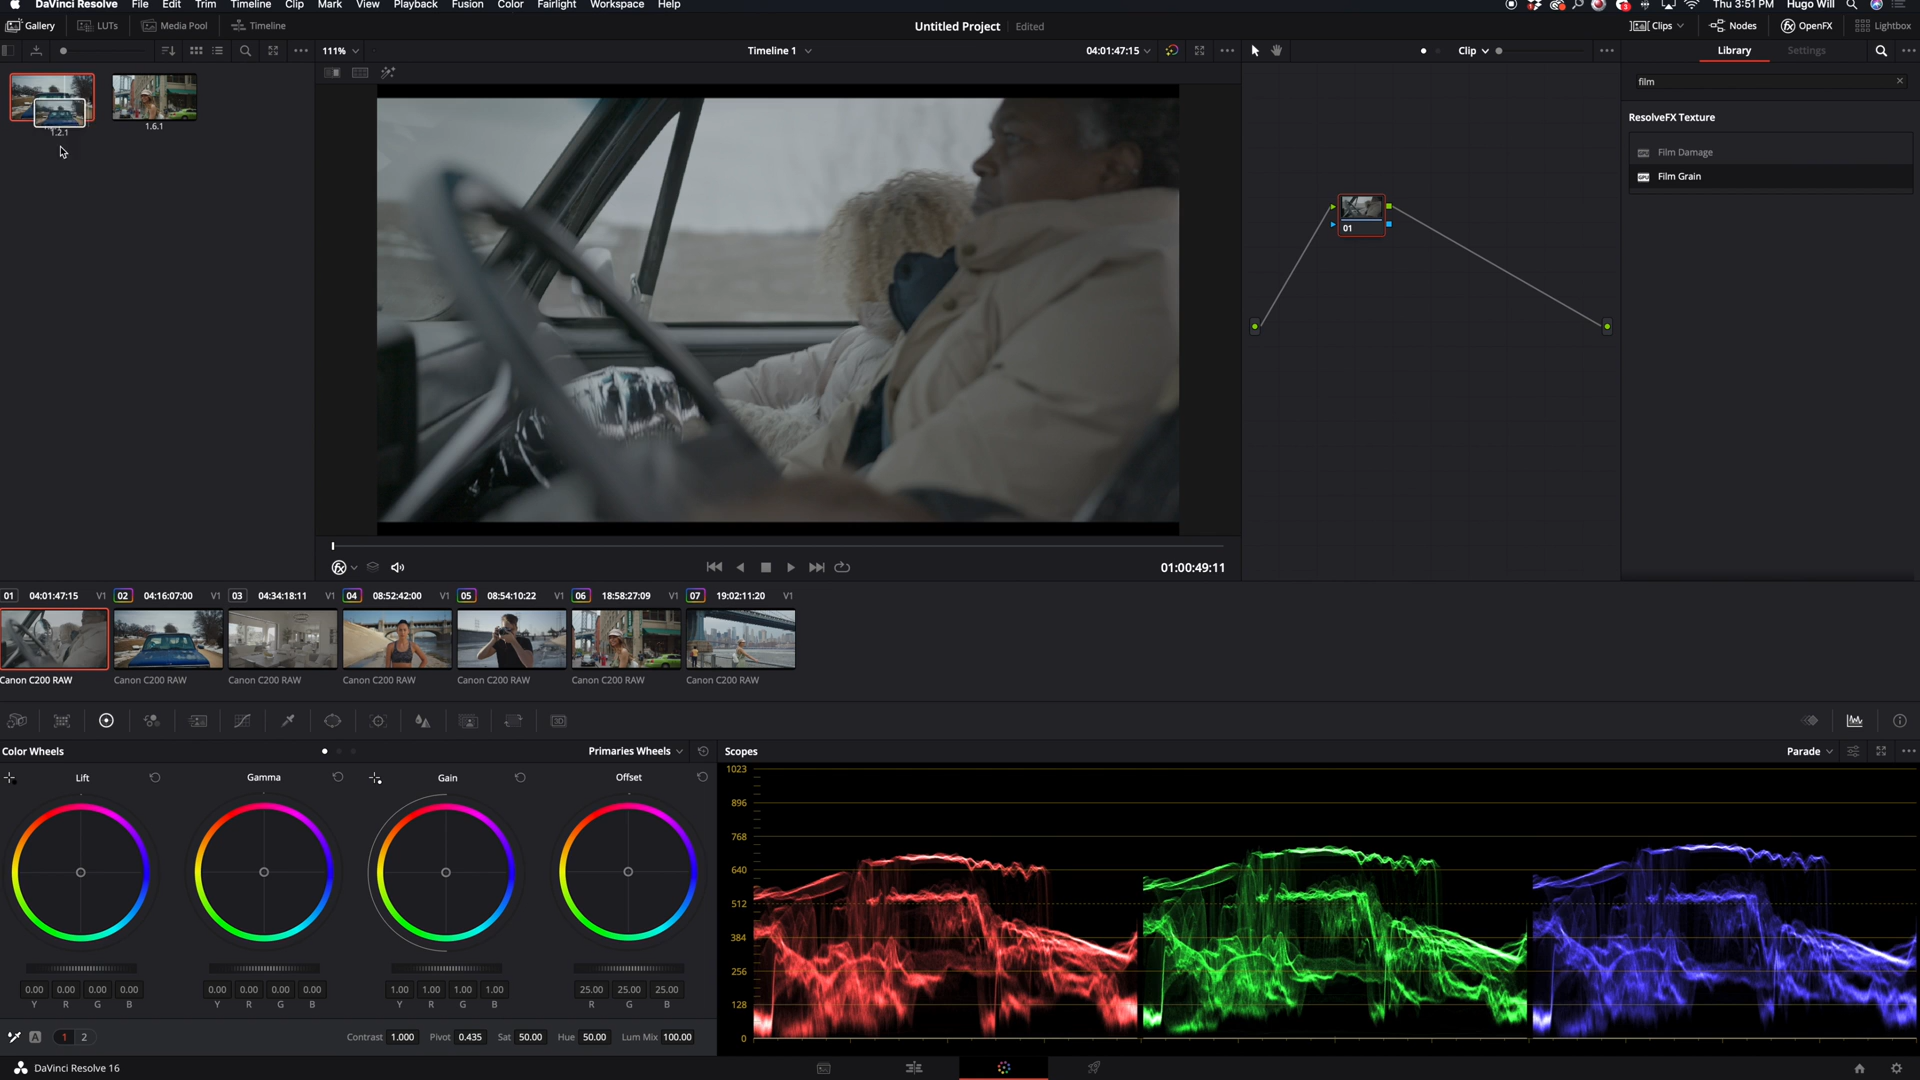 DaVinci Resolve File Edit Trim Timeline Clip Mark View Playback Fusion Color Fairlight Workspace Help
3 Thu 3:51 PM Hugo Will
Gallery LUTs Media Pool Timeline
Untitled Project Edited
Clips Nodes OpenFX Lightbox
111% Timeline 1 04:01:47:15 Clip Library Settings
film
1.2.1
1.6.1
ResolveFX Texture
Film Damage
Film Grain
01
01:00:49:11
01 04:01:47:15 V1 02 04:16:07:00 V1 03 04:34:18:11 V1 04 08:52:42:00 V1 05 08:54:10:22 V1 06 18:58:27:09 V1 07 19:02:11:20 V1
Canon C200 RAW Canon C200 RAW Canon C200 RAW Canon C200 RAW Canon C200 RAW Canon C200 RAW Canon C200 RAW
3D
Color Wheels Primaries Wheels Scopes Parade
Lift Gamma Gain Offset
1023
896
768
640
512
384
256
128
0
0.00 0.00 0.00 0.00 0.00 0.00 0.00 0.00 1.00 1.00 1.00 1.00 25.00 25.00 25.00
Y R G B Y R G B Y R G B R G B
A 1 2 Contrast 1.000 Pivot 0.435 Sat 50.00 Hue 50.00 Lum Mix 100.00
DaVinci Resolve 16